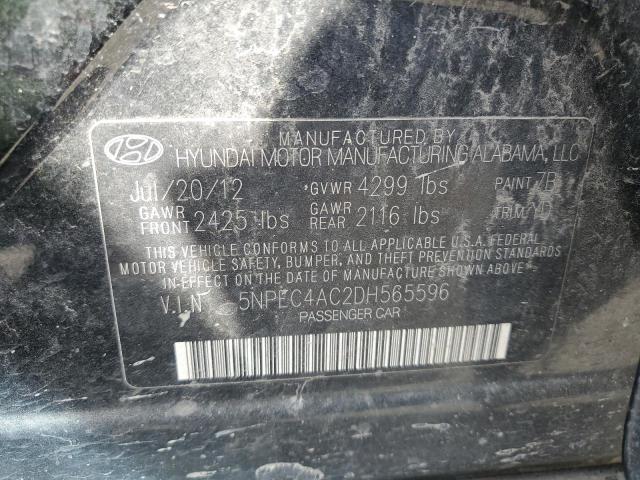 MANUFACTURED BY
HYUNDAI MOTOR MANUFACTURING ALABAMA, LLC
Jul/20/12 GVWR 4299 lbs PAINT 7B
GAWR FRONT 2425 lbs GAWR REAR 2116 lbs TRIM YD
THIS VEHICLE CONFORMS TO ALL APPLICABLE U.S.A. FEDERAL
MOTOR VEHICLE SAFETY, BUMPER, AND THEFT PREVENTION STANDARDS
IN EFFECT ON THE DATE OF MANUFACTURE SHOWN ABOVE.
V.I.N 5NPEC4AC2DH565596
PASSENGER CAR